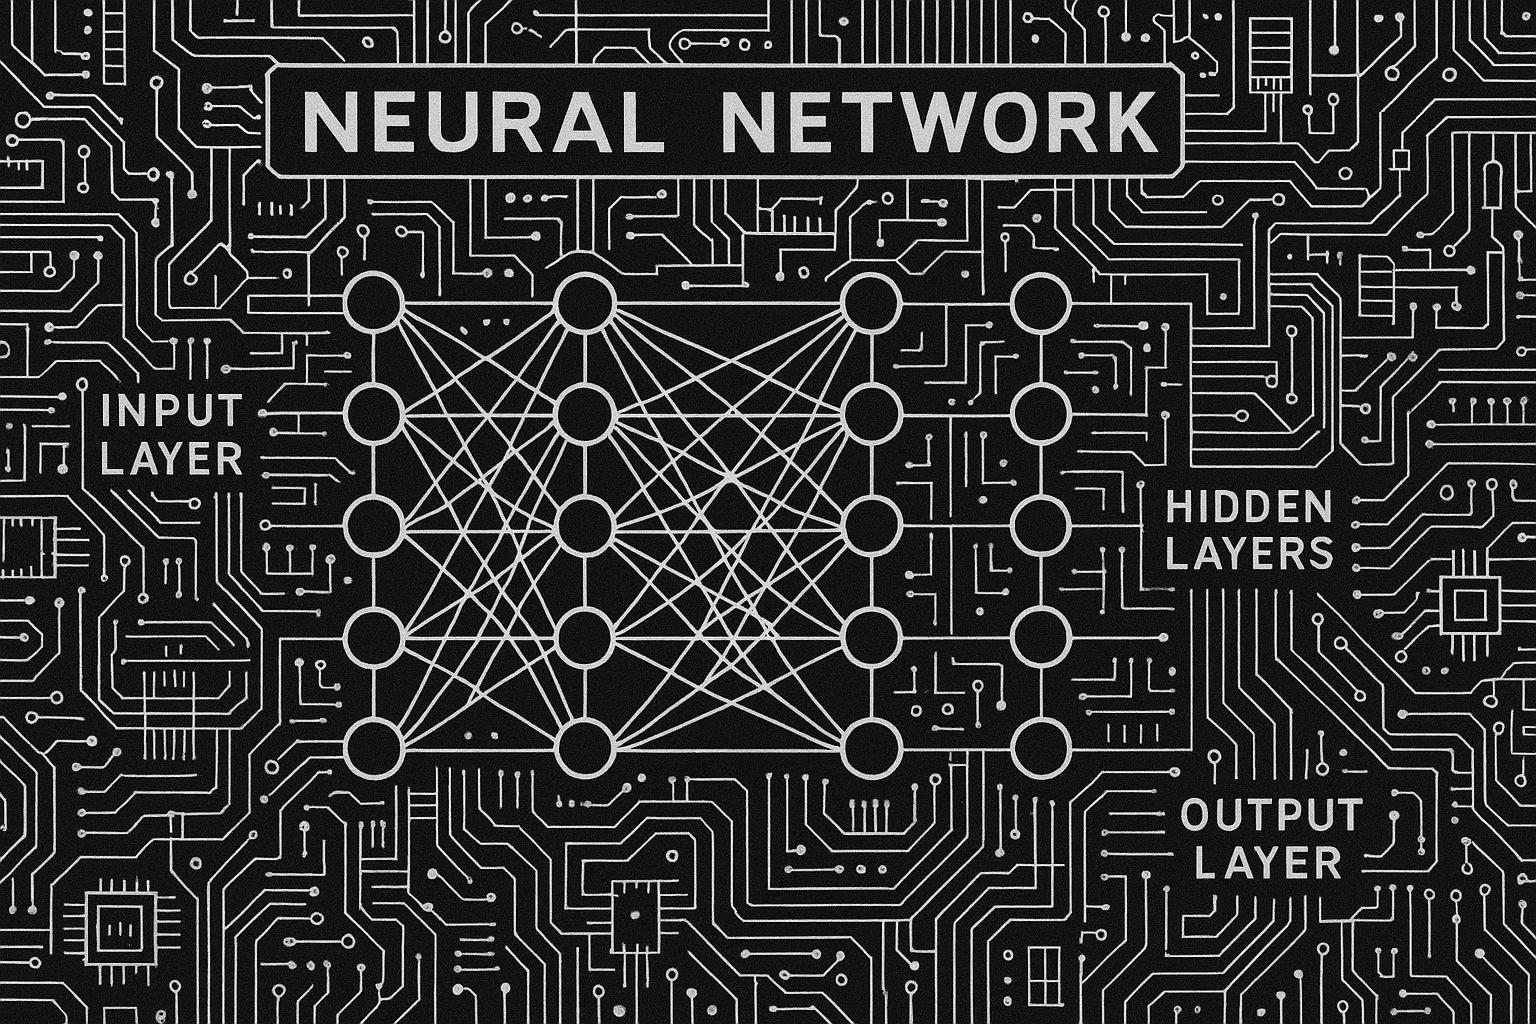 NEURAL NETWORK
INPUT
LAYER
HIDDEN
LAYERS
OUTPUT
LAYER